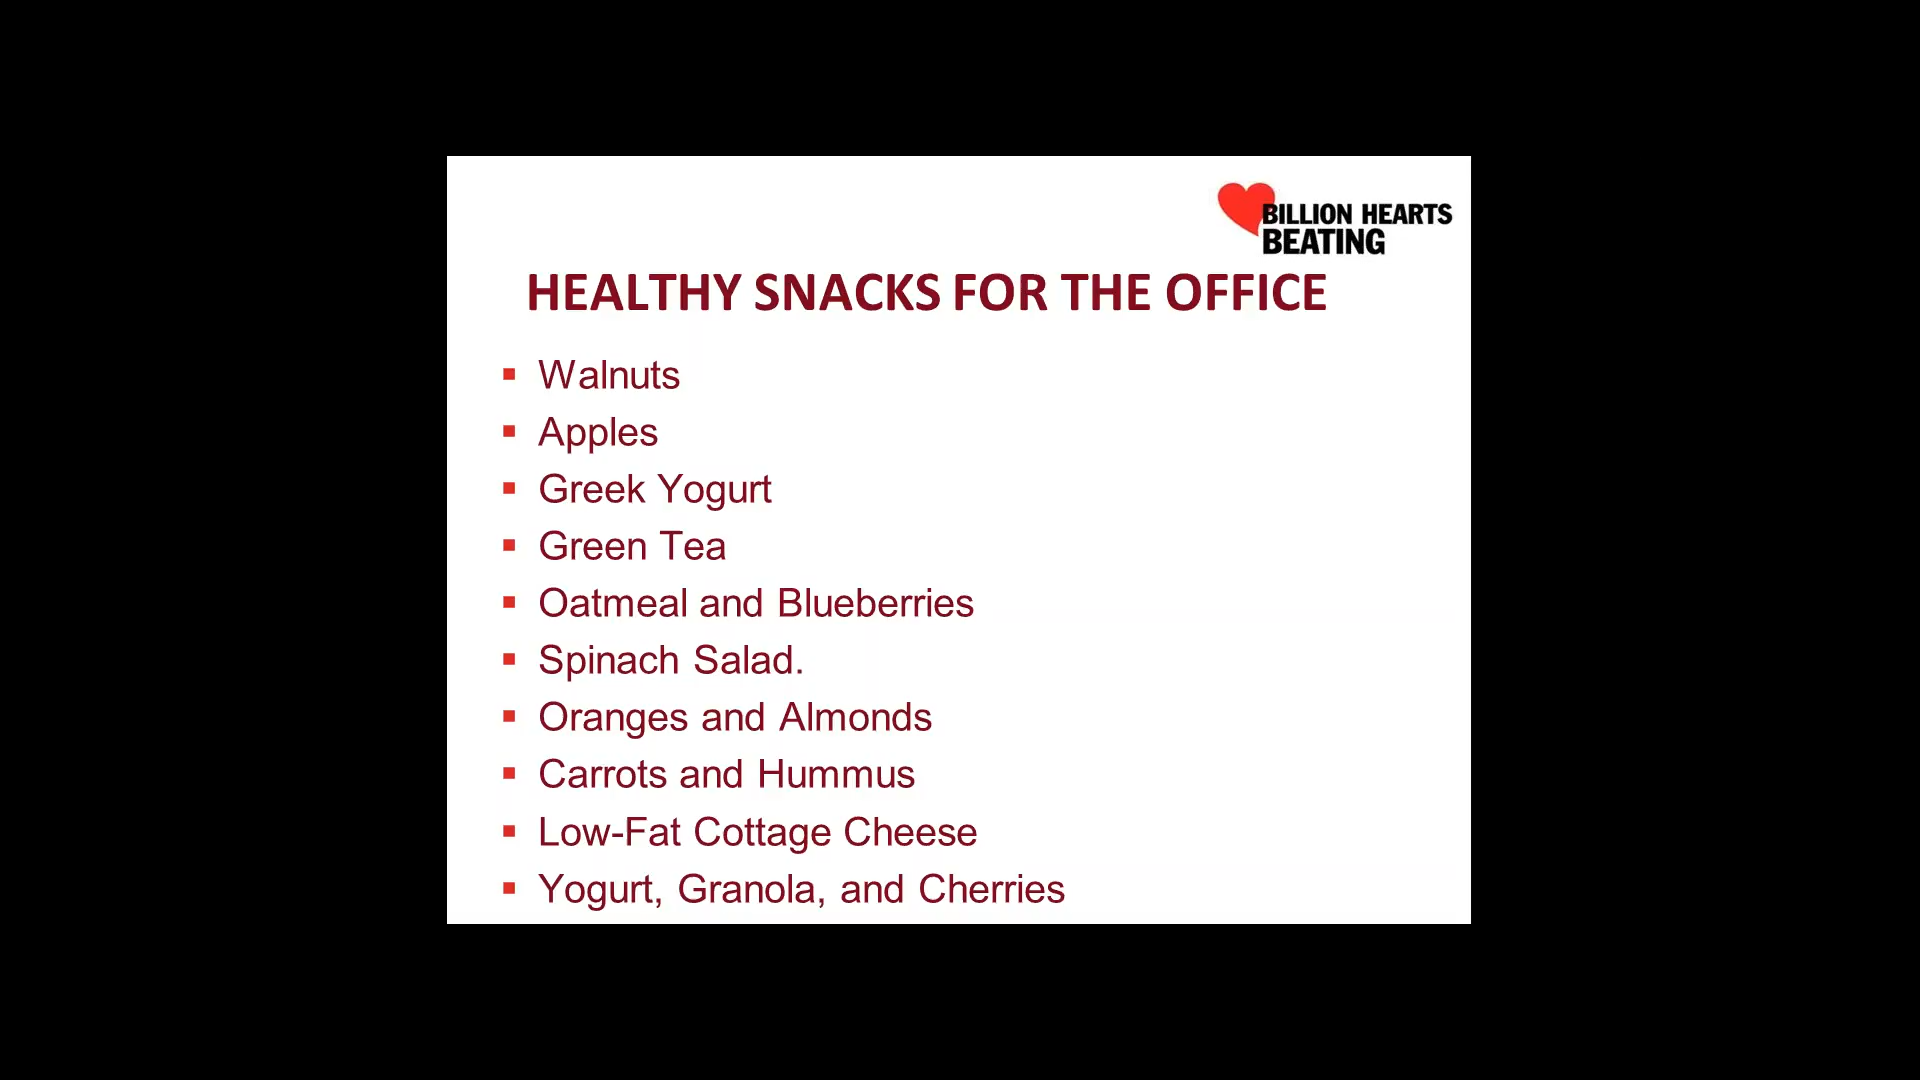 BILLION HEARTS
BEATING
HEALTHY SNACKS FOR THE OFFICE
▪ Walnuts
▪ Apples
▪ Greek Yogurt
▪ Green Tea
▪ Oatmeal and Blueberries
▪ Spinach Salad.
▪ Oranges and Almonds
▪ Carrots and Hummus
▪ Low-Fat Cottage Cheese
▪ Yogurt, Granola, and Cherries